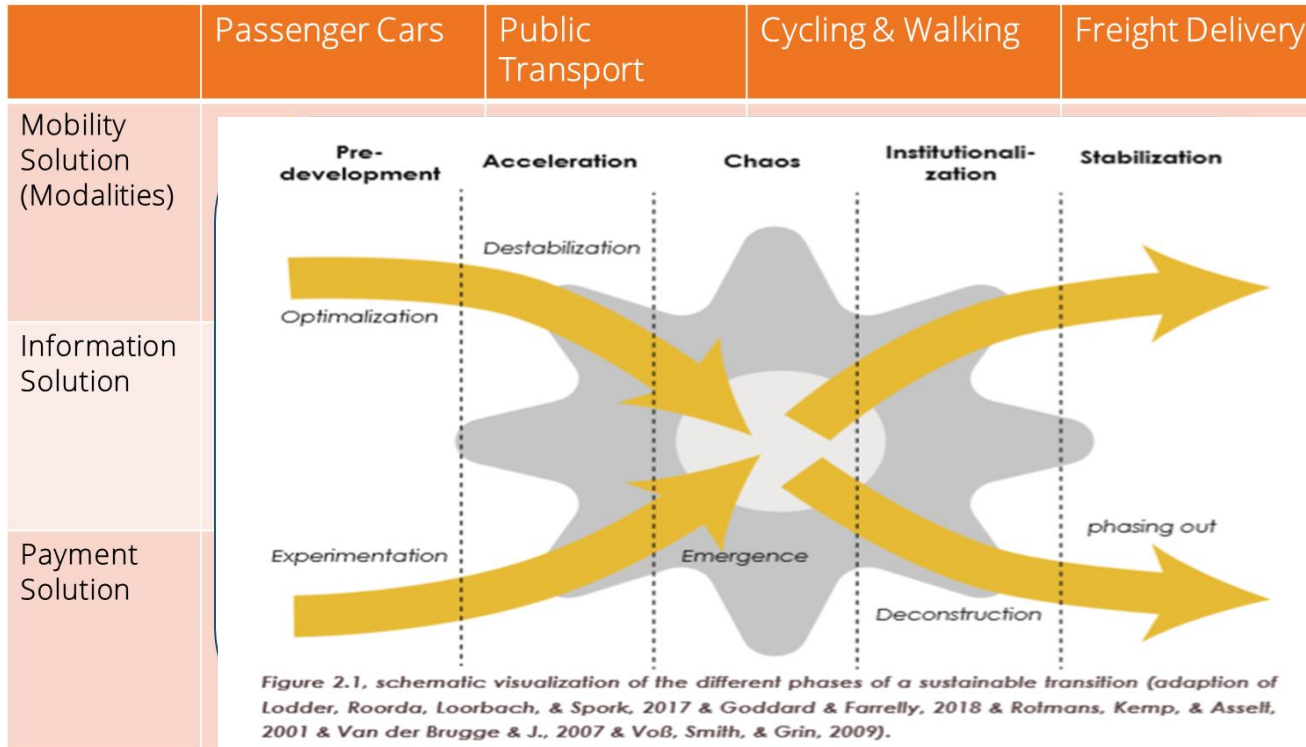 Passenger Cars
Public
Transport
Cycling & Walking
Freight Delivery
Mobility
Solution
(Modalities)
Information
Solution
Payment
Solution
Pre-
development
Acceleration
Chaos
Institutionali-
zation
Stabilization
Destabilization
Optimalization
Experimentation
Emergence
phasing out
Deconstruction
Figure 2.1, schematic visualization of the different phases of a sustainable transition (adaption of
Lodder, Roorda, Loorbach, & Spork, 2017 & Goddard & Farrelly, 2018 & Rotmans, Kemp, & Asselt,
2001 & Van der Brugge & J., 2007 & Voß, Smith, & Grin, 2009).